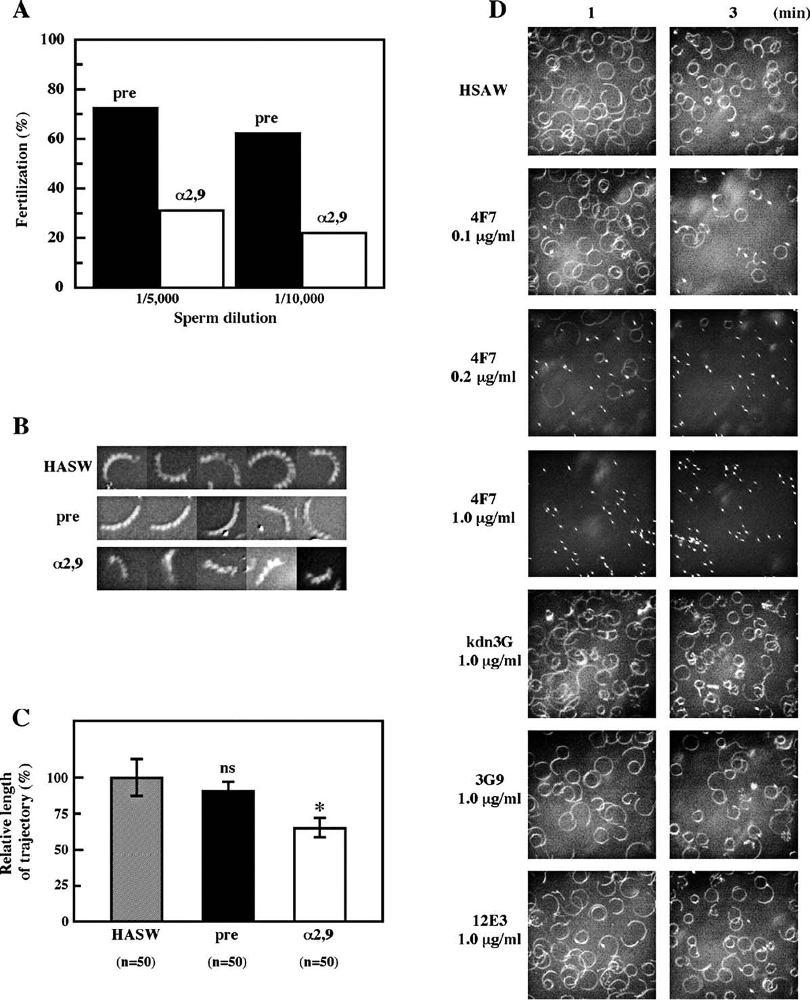 A
100
80
60
40
20
0
Fertilization (%)
pre
α2,9
pre
α2,9
1/5,000
1/10,000
Sperm dilution
B
HASW
pre
α2,9
C
Relative length
of trajectory (%)
100
75
50
25
0
ns
*
HASW
pre
α2,9
(n=50)
(n=50)
(n=50)
D
1
3
(min)
HSAW
4F7
0.1 μg/ml
4F7
0.2 μg/ml
4F7
1.0 μg/ml
kdn3G
1.0 μg/ml
3G9
1.0 μg/ml
12E3
1.0 μg/ml